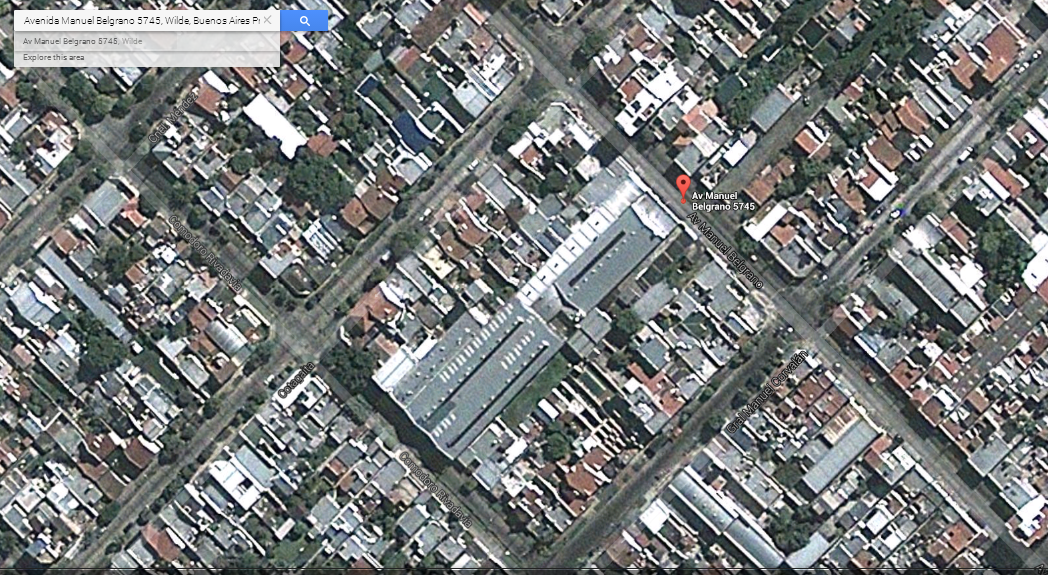 Avenida Manuel Belgrano 5745, Wilde, Buenos Aires Pr
Av Manuel Belgrano 5745, Wilde
Explore this area
Comodoro Rivadavia
Av Manuel
Belgrano 5745
Av Manuel Belgrano
Cotagaita
Gral Manuel Corvalán
Comodoro Rivadavia